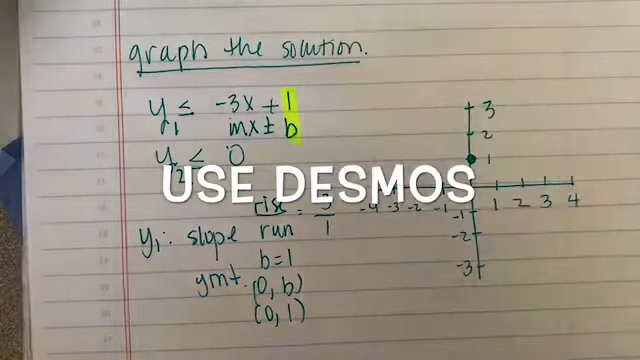 graph the solution.
y₁ ≤ -3x + 1
mx ± b
y₂ < 0
USE DESMOS
rise = 3
y₁: slope run 1
b = 1
yint. (0, b)
(0, 1)
3
2
1
-4 -3 -2 -1 1 2 3 4
-1
-2
-3